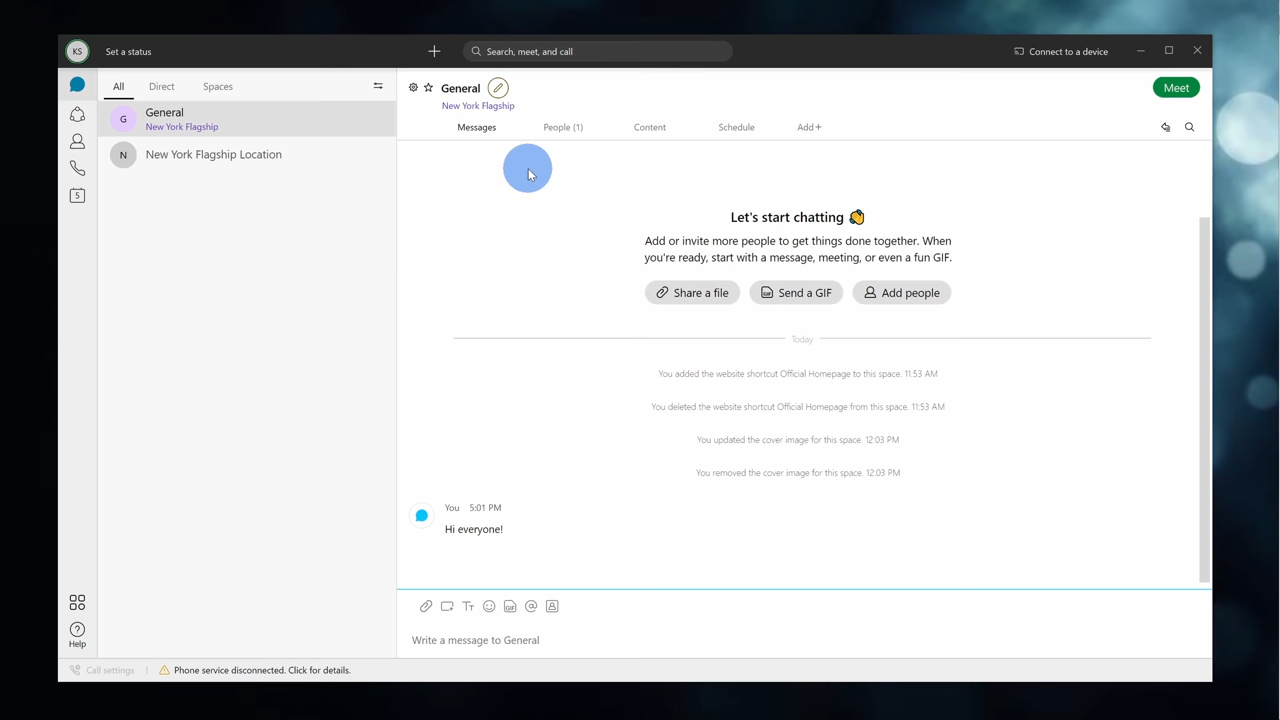 KS
Set a status
Search, meet, and call
Connect to a device
All
Direct
Spaces
G
General
New York Flagship
N
New York Flagship Location
5
Help
General
New York Flagship
Meet
Messages
People (1)
Content
Schedule
Add+
Let's start chatting 👋
Add or invite more people to get things done together. When
you're ready, start with a message, meeting, or even a fun GIF.
Share a file
GIF
Send a GIF
Add people
Today
You added the website shortcut Official Homepage to this space. 11:53 AM
You deleted the website shortcut Official Homepage from this space. 11:53 AM
You updated the cover image for this space. 12:03 PM
You removed the cover image for this space. 12:03 PM
You 5:01 PM
Hi everyone!
Tт
GIF
@
Write a message to General
Call settings
Phone service disconnected. Click for details.